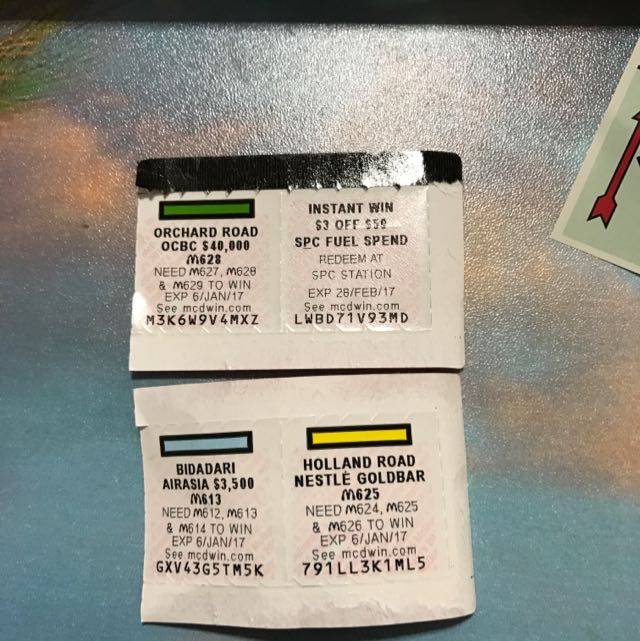 ORCHARD ROAD
OCBC $40,000
M628
NEED M627, M628
& M629 TO WIN
EXP 6/JAN/17
See mcdwin.com
M3K6W9V4MXZ
INSTANT WIN
$3 OFF $50
SPC FUEL SPEND
REDEEM AT
SPC STATION
EXP 28/FEB/17
See mcdwin.com
LWBD71V93MD
BIDADARI
AIRASIA $3,500
M613
NEED M612, M613
& M614 TO WIN
EXP 6/JAN/17
See mcdwin.com
GXV43G5TM5K
HOLLAND ROAD
NESTLÉ GOLDBAR
M625
NEED M624, M625
& M626 TO WIN
EXP 6/JAN/17
See mcdwin.com
791LL3K1ML5